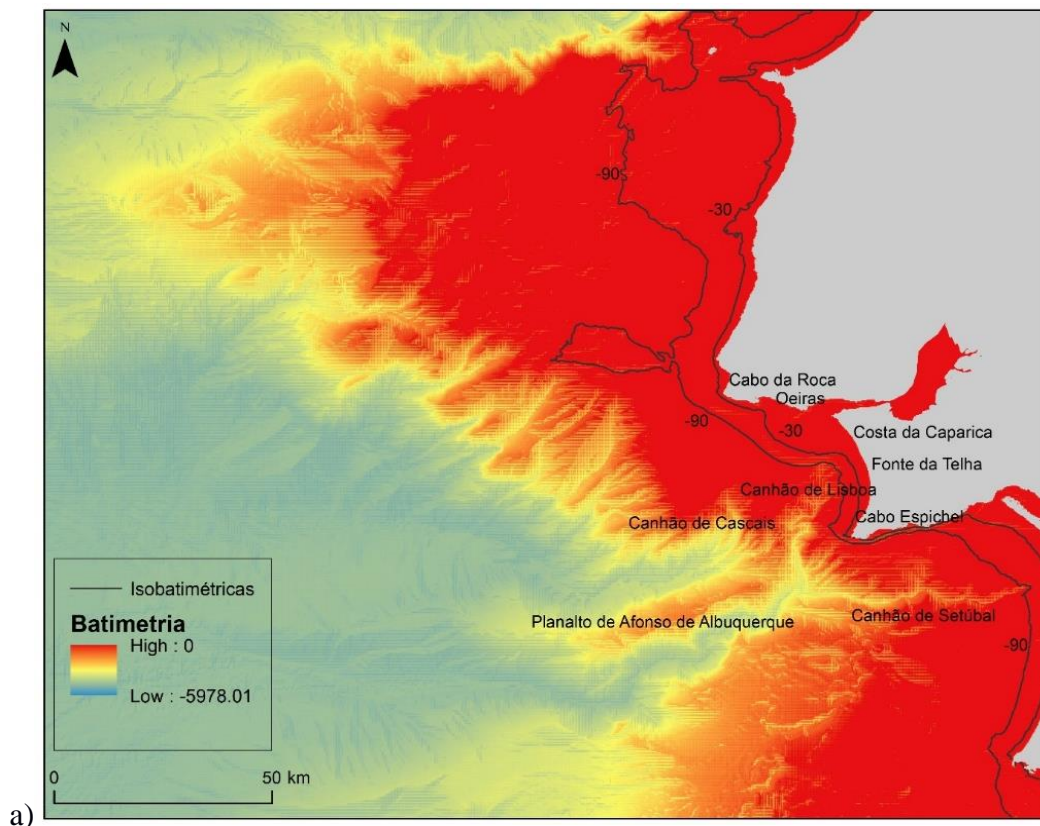 N
-90
-30
Cabo da Roca
Oeiras
-90
-30
Costa da Caparica
Fonte da Telha
Canhão de Lisboa
Canhão de Cascais
Cabo Espichel
Planalto de Afonso de Albuquerque
Canhão de Setúbal
-90
Isobatimétricas
Batimetria
High : 0
Low : -5978.01
0 50 km
a)